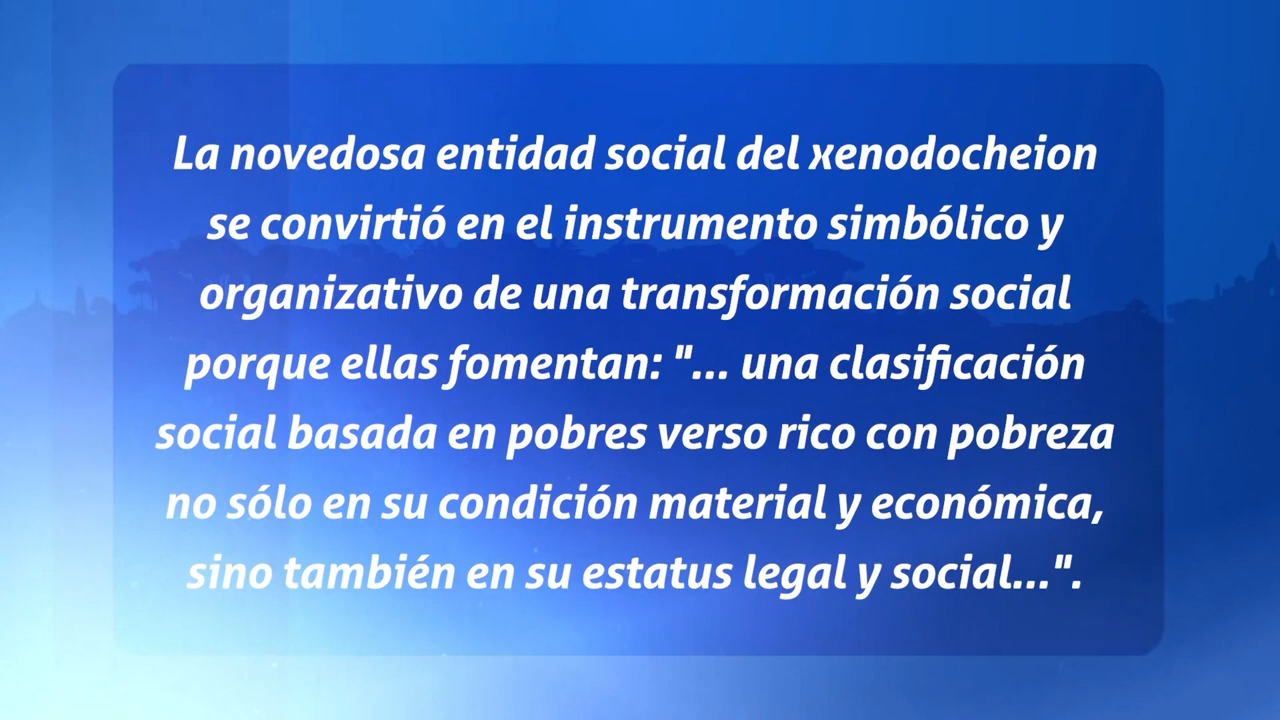 La novedosa entidad social del xenodocheion
se convirtió en el instrumento simbólico y
organizativo de una transformación social
porque ellas fomentan: "... una clasificación
social basada en pobres verso rico con pobreza
no sólo en su condición material y económica,
sino también en su estatus legal y social...".